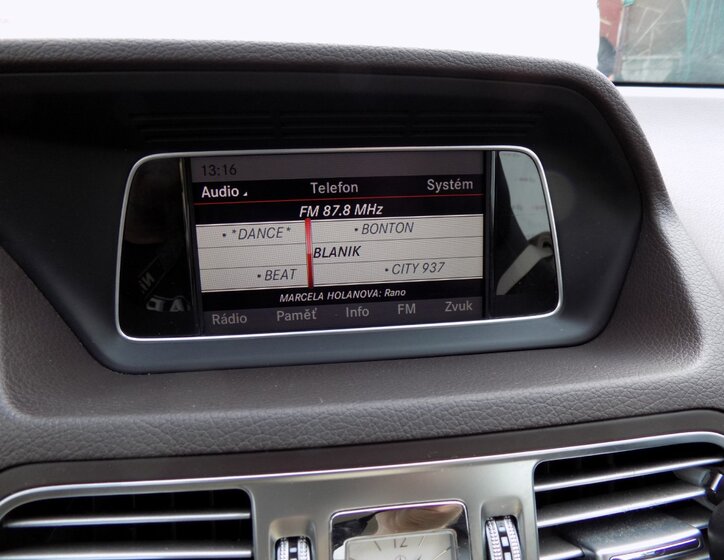 13:16
Audio Telefon Systém
FM 87.8 MHz
*DANCE* BONTON
BLANIK
BEAT CITY 937
MARCELA HOLANOVA: Rano
Rádio Paměť Info FM Zvuk
12